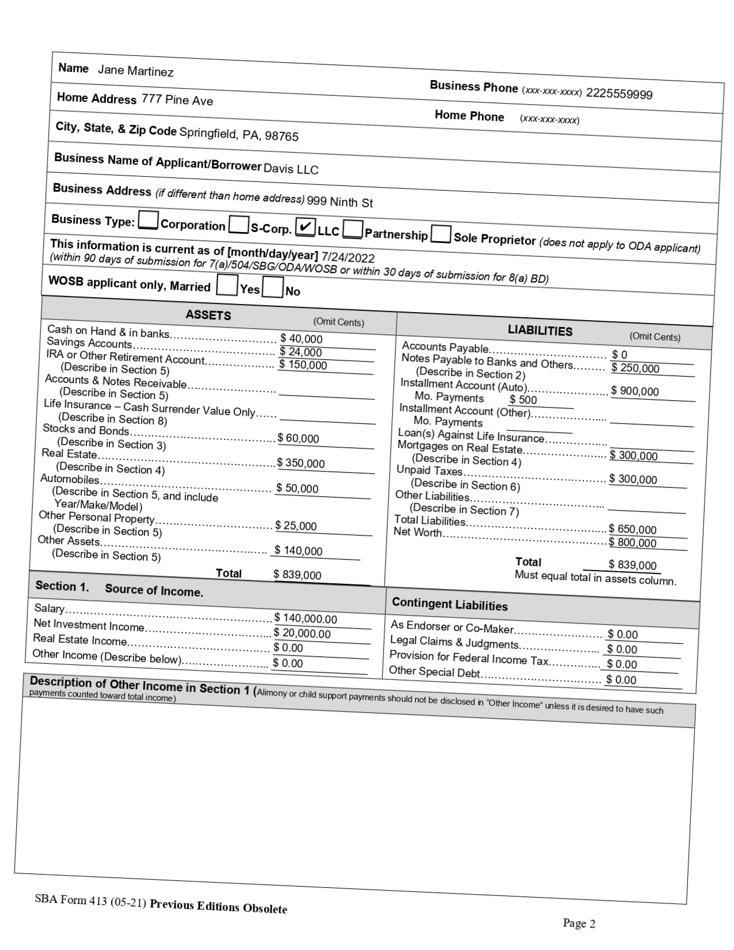 Name Jane Martinez
Business Phone (xxx-xxx-xxxx) 2225559999
Home Address 777 Pine Ave
Home Phone (xxx-xxx-xxxx)
City, State, & Zip Code Springfield, PA, 98765
Business Name of Applicant/Borrower Davis LLC
Business Address (if different than home address) 999 Ninth St
Business Type: Corporation S-Corp. ✔ LLC Partnership Sole Proprietor (does not apply to ODA applicant)
This information is current as of [month/day/year] 7/24/2022
(within 90 days of submission for 7(a)/504/SBG/ODA/WOSB or within 30 days of submission for 8(a) BD)
WOSB applicant only, Married Yes No
ASSETS (Omit Cents)
Cash on Hand & in banks............................ $ 40,000
Savings Accounts...................................... $ 24,000
IRA or Other Retirement Account................... $ 150,000
(Describe in Section 5)
Accounts & Notes Receivable.......................
(Describe in Section 5)
Life Insurance – Cash Surrender Value Only......
(Describe in Section 8)
Stocks and Bonds...................................... $ 60,000
(Describe in Section 3)
Real Estate............................................... $ 350,000
(Describe in Section 4)
Automobiles.............................................. $ 50,000
(Describe in Section 5, and include
Year/Make/Model)
Other Personal Property............................... $ 25,000
(Describe in Section 5)
Other Assets............................................. $ 140,000
(Describe in Section 5)
Total $ 839,000
LIABILITIES (Omit Cents)
Accounts Payable....................................... $ 0
Notes Payable to Banks and Others........ $ 250,000
(Describe in Section 2)
Installment Account (Auto)........................... $ 900,000
Mo. Payments $ 500
Installment Account (Other)..........................
Mo. Payments
Loan(s) Against Life Insurance.....................
Mortgages on Real Estate............................ $ 300,000
(Describe in Section 4)
Unpaid Taxes............................................ $ 300,000
(Describe in Section 6)
Other Liabilities..........................................
(Describe in Section 7)
Total Liabilities........................................... $ 650,000
Net Worth................................................. $ 800,000
Total $ 839,000
Must equal total in assets column.
Section 1. Source of Income.
Salary...................................................... $ 140,000.00
Net Investment Income................................ $ 20,000.00
Real Estate Income..................................... $ 0.00
Other Income (Describe below)..................... $ 0.00
Contingent Liabilities
As Endorser or Co-Maker............................ $ 0.00
Legal Claims & Judgments.......................... $ 0.00
Provision for Federal Income Tax................. $ 0.00
Other Special Debt..................................... $ 0.00
Description of Other Income in Section 1 (Alimony or child support payments should not be disclosed in "Other Income" unless it is desired to have such
payments counted toward total income)
SBA Form 413 (05-21) Previous Editions Obsolete
Page 2